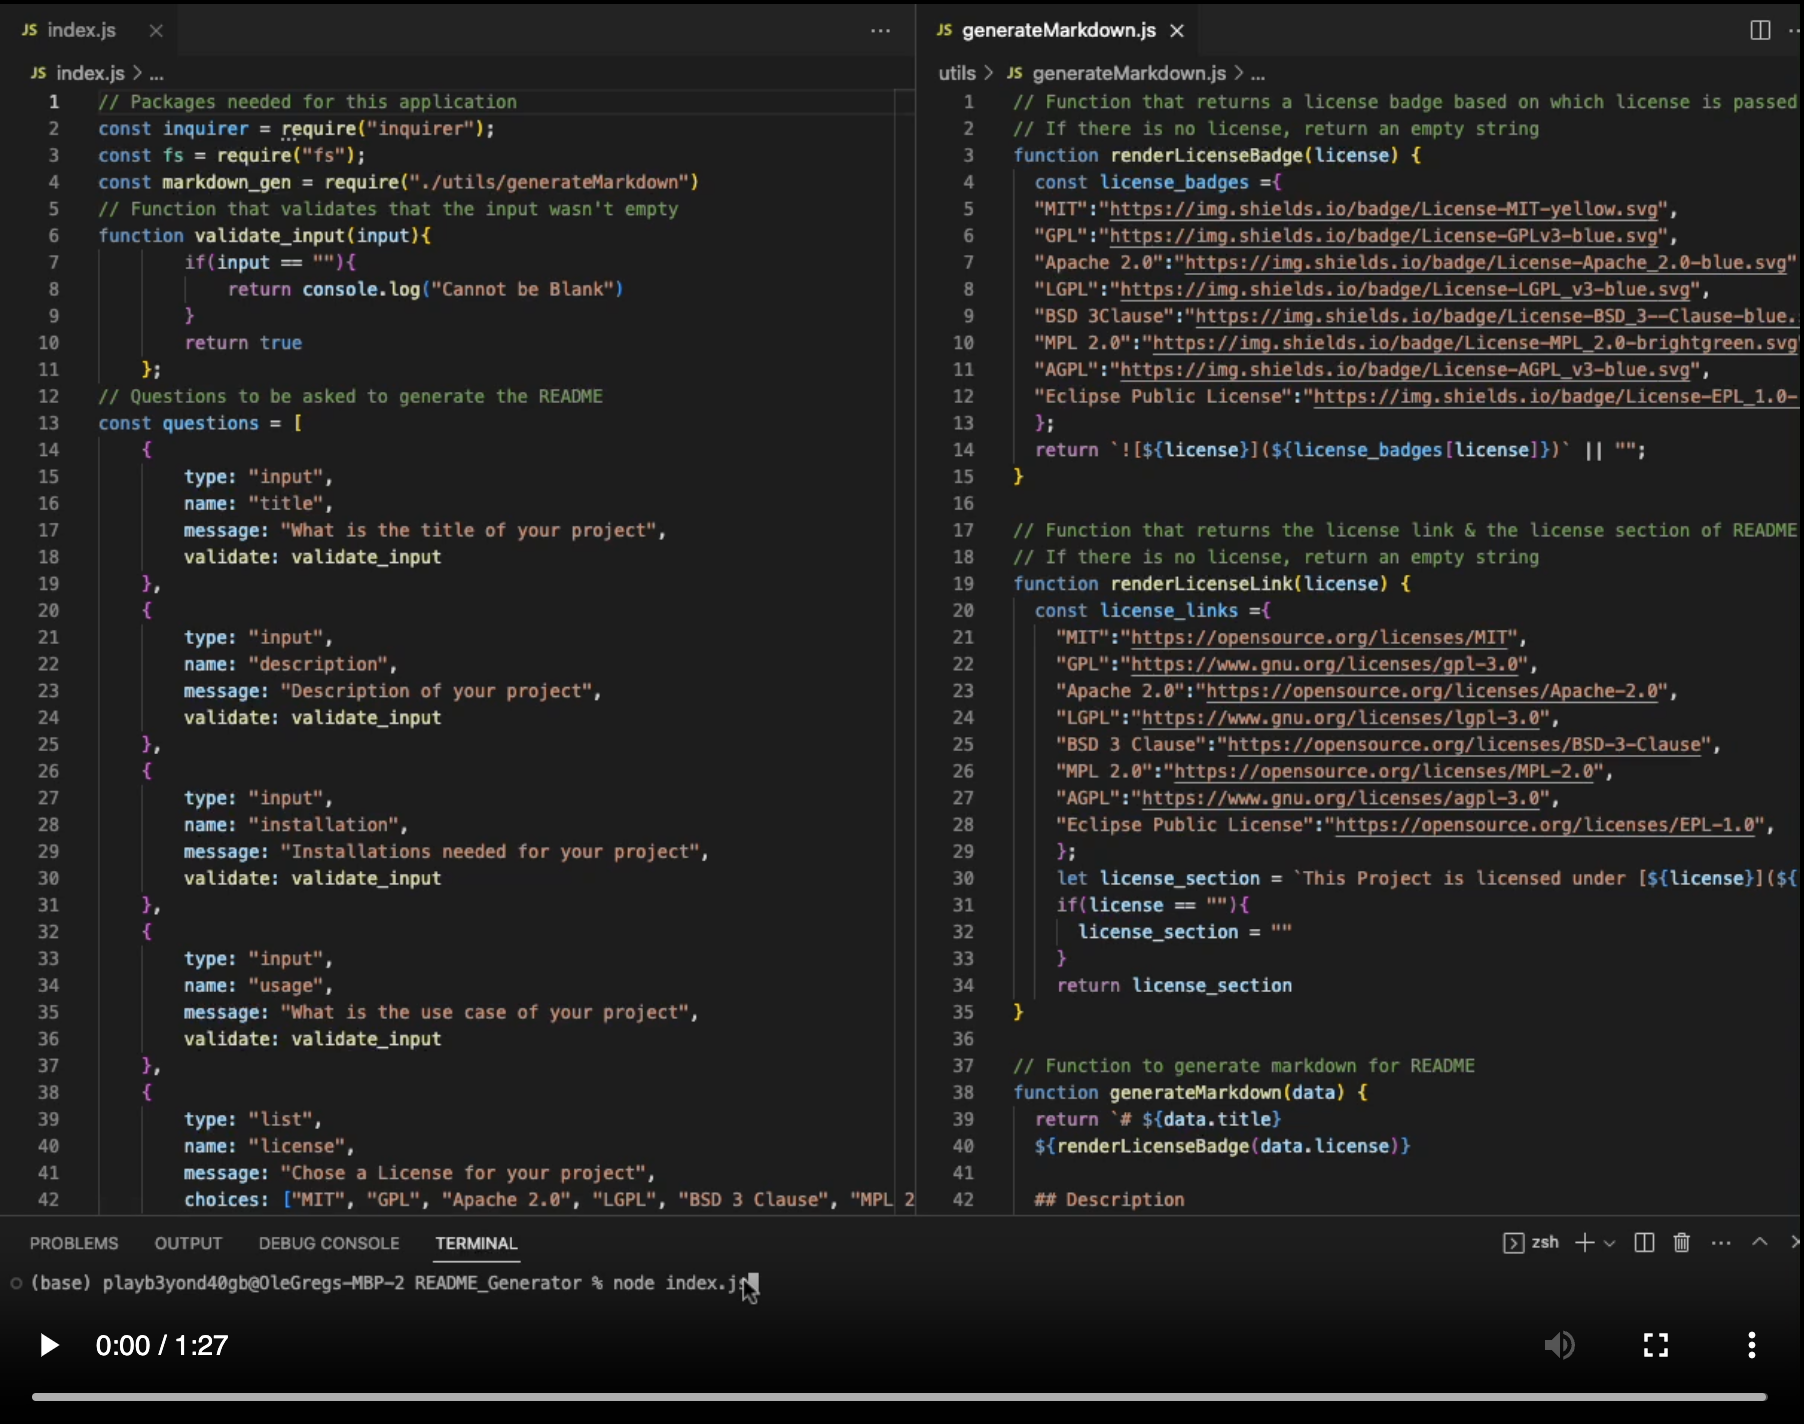 JS index.js
JS index.js > ...
1 // Packages needed for this application
2 const inquirer = require("inquirer");
3 const fs = require("fs");
4 const markdown_gen = require("./utils/generateMarkdown")
5 // Function that validates that the input wasn't empty
6 function validate_input(input){
7 if(input == ""){
8 return console.log("Cannot be Blank")
9 }
10 return true
11 };
12 // Questions to be asked to generate the README
13 const questions = [
14 {
15 type: "input",
16 name: "title",
17 message: "What is the title of your project",
18 validate: validate_input
19 },
20 {
21 type: "input",
22 name: "description",
23 message: "Description of your project",
24 validate: validate_input
25 },
26 {
27 type: "input",
28 name: "installation",
29 message: "Installations needed for your project",
30 validate: validate_input
31 },
32 {
33 type: "input",
34 name: "usage",
35 message: "What is the use case of your project",
36 validate: validate_input
37 },
38 {
39 type: "list",
40 name: "license",
41 message: "Chose a License for your project",
42 choices: ["MIT", "GPL", "Apache 2.0", "LGPL", "BSD 3 Clause", "MPL 2
JS generateMarkdown.js
utils > JS generateMarkdown.js > ...
1 // Function that returns a license badge based on which license is passed
2 // If there is no license, return an empty string
3 function renderLicenseBadge(license) {
4 const license_badges ={
5 "MIT":"https://img.shields.io/badge/License-MIT-yellow.svg",
6 "GPL":"https://img.shields.io/badge/License-GPLv3-blue.svg",
7 "Apache 2.0":"https://img.shields.io/badge/License-Apache_2.0-blue.svg"
8 "LGPL":"https://img.shields.io/badge/License-LGPL_v3-blue.svg",
9 "BSD 3Clause":"https://img.shields.io/badge/License-BSD_3--Clause-blue.
10 "MPL 2.0":"https://img.shields.io/badge/License-MPL_2.0-brightgreen.svg
11 "AGPL":"https://img.shields.io/badge/License-AGPL_v3-blue.svg",
12 "Eclipse Public License":"https://img.shields.io/badge/License-EPL_1.0-
13 };
14 return `![${license}](${license_badges[license]})` || "";
15 }
16
17 // Function that returns the license link & the license section of README
18 // If there is no license, return an empty string
19 function renderLicenseLink(license) {
20 const license_links ={
21 "MIT":"https://opensource.org/licenses/MIT",
22 "GPL":"https://www.gnu.org/licenses/gpl-3.0",
23 "Apache 2.0":"https://opensource.org/licenses/Apache-2.0",
24 "LGPL":"https://www.gnu.org/licenses/lgpl-3.0",
25 "BSD 3 Clause":"https://opensource.org/licenses/BSD-3-Clause",
26 "MPL 2.0":"https://opensource.org/licenses/MPL-2.0",
27 "AGPL":"https://www.gnu.org/licenses/agpl-3.0",
28 "Eclipse Public License":"https://opensource.org/licenses/EPL-1.0",
29 };
30 let license_section = `This Project is licensed under [${license}](${
31 if(license == ""){
32 license_section = ""
33 }
34 return license_section
35 }
36
37 // Function to generate markdown for README
38 function generateMarkdown(data) {
39 return `# ${data.title}
40 ${renderLicenseBadge(data.license)}
41
42 ## Description
PROBLEMS OUTPUT DEBUG CONSOLE TERMINAL zsh
(base) playb3yond40gb@OleGregs-MBP-2 README_Generator % node index.js
0:00 / 1:27